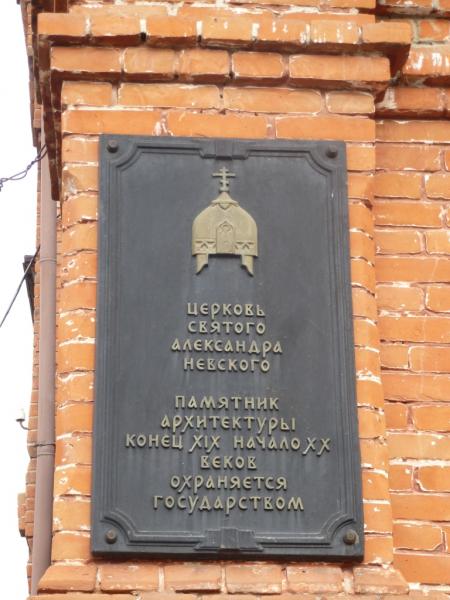 ЦЕРКОВЬ
СВЯТОГО
АЛЕКСАНДРА
НЕВСКОГО
ПАМЯТНИК
АРХИТЕКТУРЫ
КОНЕЦ XIX НАЧАЛО XX
ВЕКОВ
ОХРАНЯЕТСЯ
ГОСУДАРСТВОМ